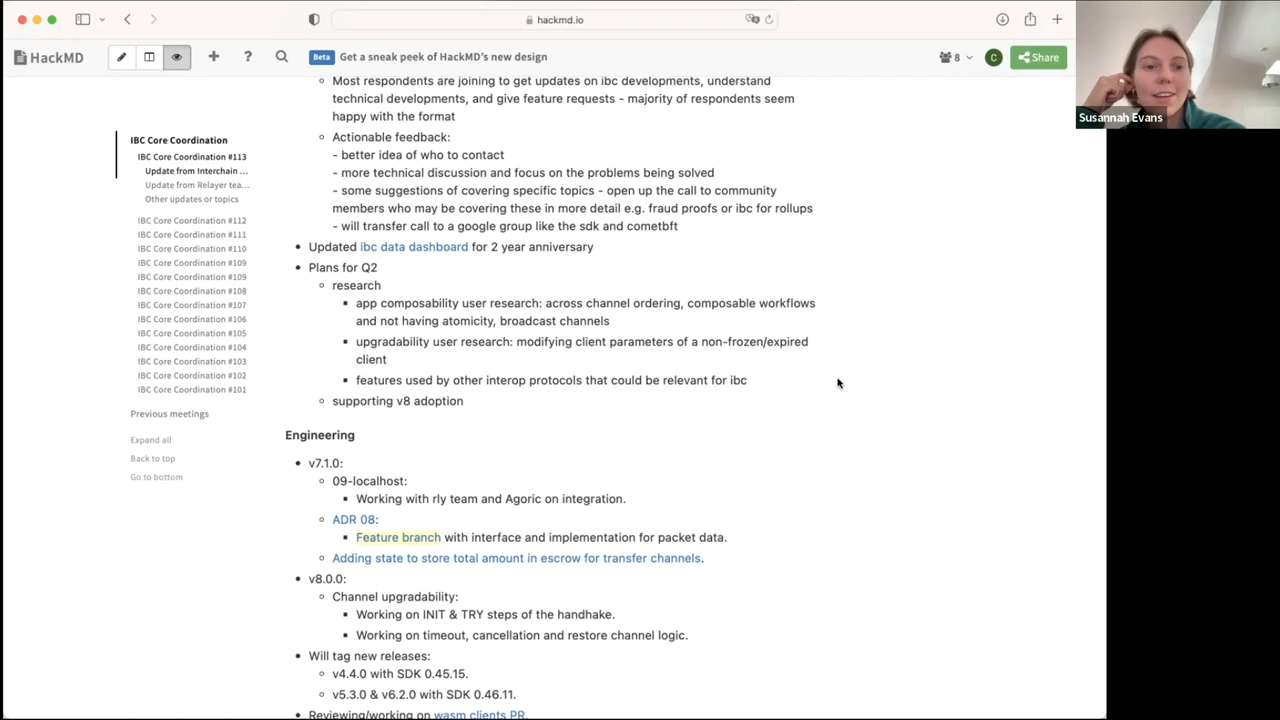 hackmd.io
HackMD
Beta Get a sneak peek of HackMD's new design
8
C
Share
Susannah Evans
IBC Core Coordination
IBC Core Coordination #113
Update from Interchain ...
Update from Relayer tea...
Other updates or topics
IBC Core Coordination #112
IBC Core Coordination #111
IBC Core Coordination #110
IBC Core Coordination #109
IBC Core Coordination #109
IBC Core Coordination #108
IBC Core Coordination #107
IBC Core Coordination #106
IBC Core Coordination #105
IBC Core Coordination #104
IBC Core Coordination #103
IBC Core Coordination #102
IBC Core Coordination #101
Previous meetings
Expand all
Back to top
Go to bottom
Most respondents are joining to get updates on ibc developments, understand
technical developments, and give feature requests - majority of respondents seem
happy with the format
Actionable feedback:
- better idea of who to contact
- more technical discussion and focus on the problems being solved
- some suggestions of covering specific topics - open up the call to community
members who may be covering these in more detail e.g. fraud proofs or ibc for rollups
- will transfer call to a google group like the sdk and cometbft
Updated ibc data dashboard for 2 year anniversary
Plans for Q2
research
app composability user research: across channel ordering, composable workflows
and not having atomicity, broadcast channels
upgradability user research: modifying client parameters of a non-frozen/expired
client
features used by other interop protocols that could be relevant for ibc
supporting v8 adoption
Engineering
v7.1.0:
09-localhost:
Working with rly team and Agoric on integration.
ADR 08:
Feature branch with interface and implementation for packet data.
Adding state to store total amount in escrow for transfer channels.
v8.0.0:
Channel upgradability:
Working on INIT & TRY steps of the handhake.
Working on timeout, cancellation and restore channel logic.
Will tag new releases:
v4.4.0 with SDK 0.45.15.
v5.3.0 & v6.2.0 with SDK 0.46.11.
Reviewing/working on wasm clients PR.